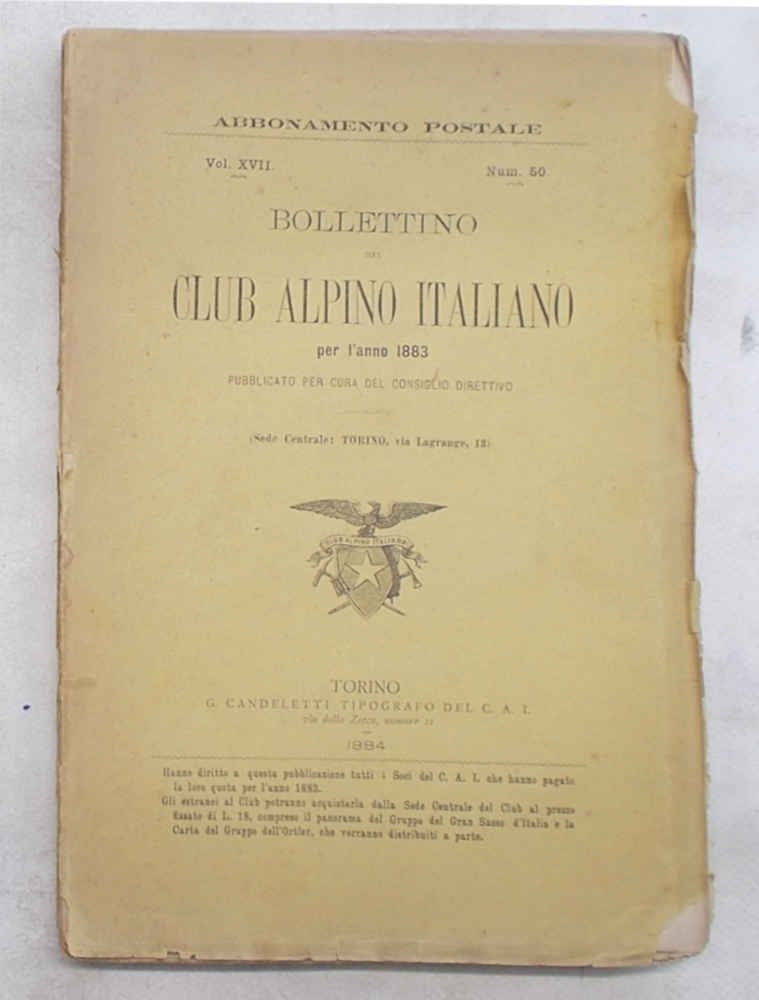 ABBONAMENTO POSTALE
Vol. XVII. Num. 50.
BOLLETTINO
DEL
CLUB ALPINO ITALIANO
per l'anno 1883
PUBBLICATO PER CURA DEL CONSIGLIO DIRETTIVO
(Sede Centrale: TORINO, via Lagrange, 13)
CLUB ALPINO ITALIANO
TORINO
G. CANDELETTI TIPOGRAFO DEL C. A. I.
via della Zecca, numero 11
1884
Hanno diritto a questa pubblicazione tutti i Soci del C. A. I. che hanno pagato
la loro quota per l'anno 1883.
Gli estranei al Club potranno acquistarla dalla Sede Centrale del Club al prezzo
fissato di L. 18, compreso il panorama del Gruppo del Gran Sasso d'Italia e la
Carta del Gruppo dell'Ortler, che verranno distribuiti a parte.